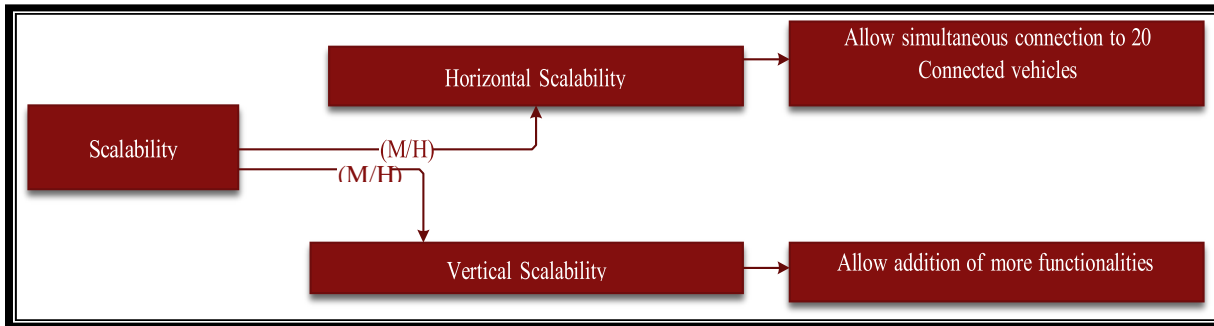 Allow simultaneous connection to 20
Connected vehicles
Horizontal Scalability
Scalability
(M/H)
(M/H)
Vertical Scalability
Allow addition of more functionalities